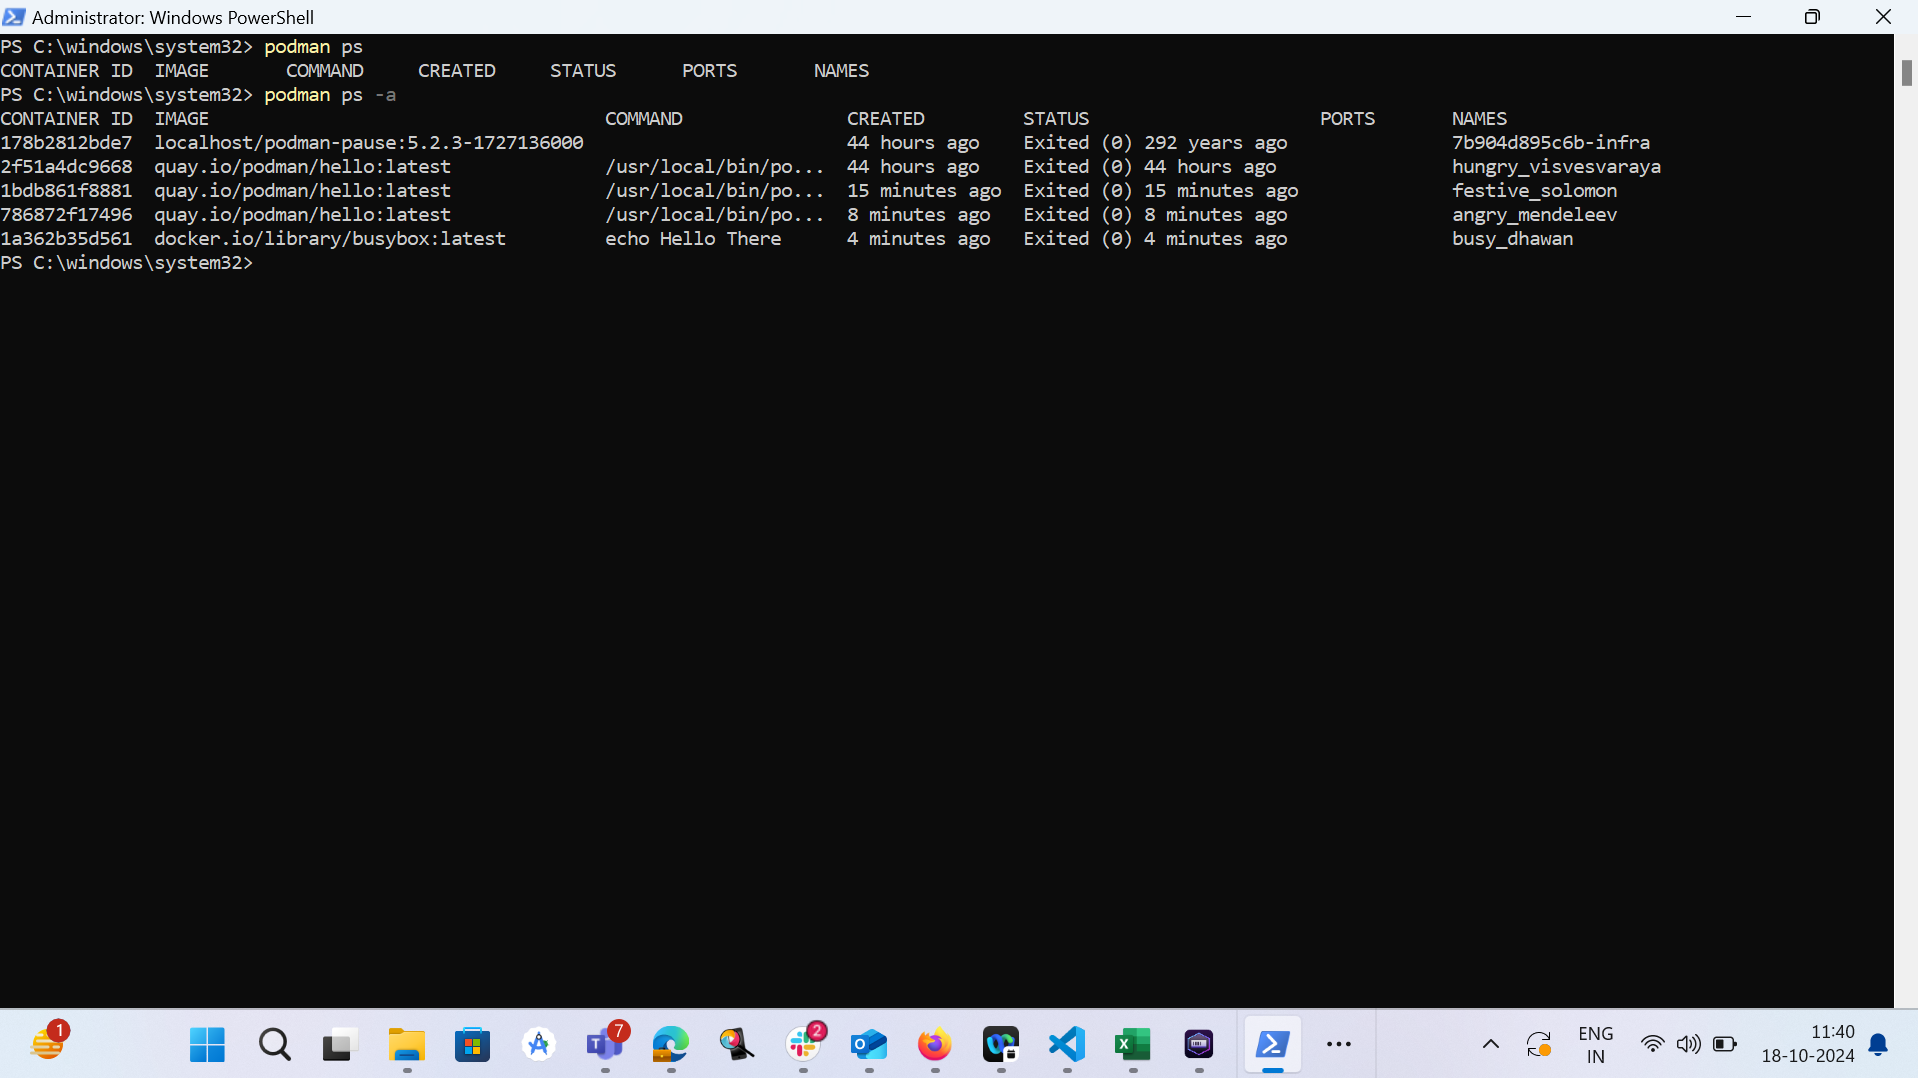 Administrator: Windows PowerShell
PS C:\windows\system32> podman ps
CONTAINER ID  IMAGE       COMMAND     CREATED     STATUS      PORTS       NAMES
PS C:\windows\system32> podman ps -a
CONTAINER ID  IMAGE                                    COMMAND               CREATED         STATUS                     PORTS       NAMES
178b2812bde7  localhost/podman-pause:5.2.3-1727136000                        44 hours ago    Exited (0) 292 years ago               7b904d895c6b-infra
2f51a4dc9668  quay.io/podman/hello:latest              /usr/local/bin/po...  44 hours ago    Exited (0) 44 hours ago                hungry_visvesvaraya
1bdb861f8881  quay.io/podman/hello:latest              /usr/local/bin/po...  15 minutes ago  Exited (0) 15 minutes ago              festive_solomon
786872f17496  quay.io/podman/hello:latest              /usr/local/bin/po...  8 minutes ago   Exited (0) 8 minutes ago               angry_mendeleev
1a362b35d561  docker.io/library/busybox:latest         echo Hello There      4 minutes ago   Exited (0) 4 minutes ago               busy_dhawan
PS C:\windows\system32>
1
7
2
ENG
IN
11:40
18-10-2024